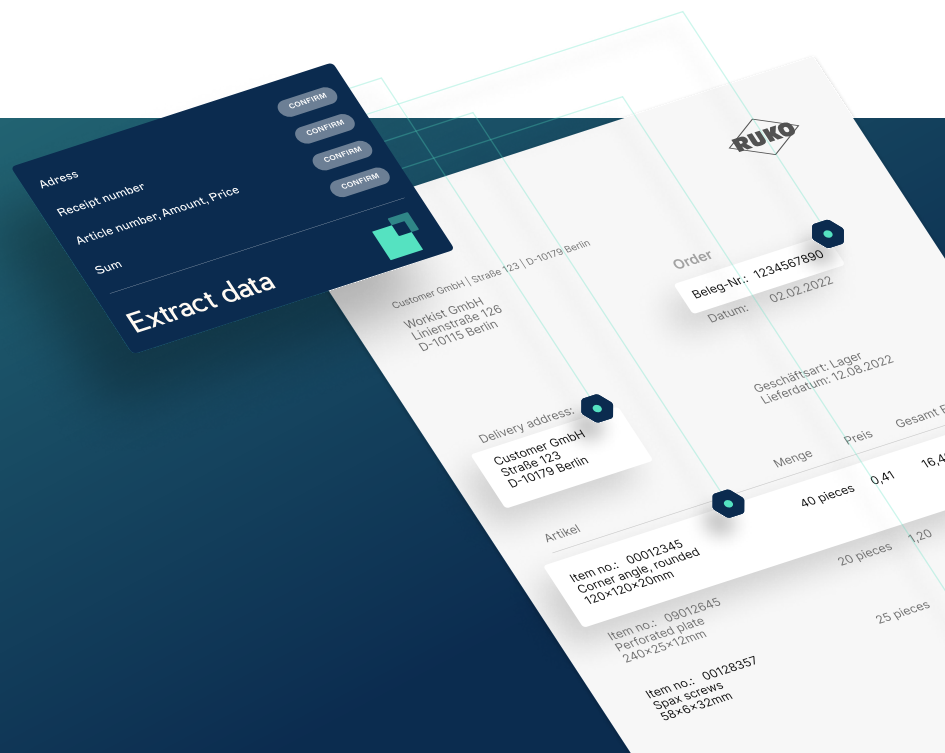 Adress
CONFIRM
Receipt number
CONFIRM
Article number, Amount, Price
CONFIRM
Sum
CONFIRM
Extract data
RUKO
Customer GmbH | Straße 123 | D-10179 Berlin
Workist GmbH
Linienstraße 126
D-10115 Berlin
Order
Beleg-Nr.: 1234567890
Datum: 02.02.2022
Geschäftsart: Lager
Lieferdatum: 12.08.2022
Delivery address:
Customer GmbH
Straße 123
D-10179 Berlin
Artikel Menge Preis Gesamt
Item no.: 00012345 40 pieces 0,41
Corner angle, rounded
120×120×20mm
Item no.: 09012645 20 pieces 1,20
Perforated plate
240×25×12mm
Item no.: 00128357 25 pieces
Spax screws
58×6×32mm